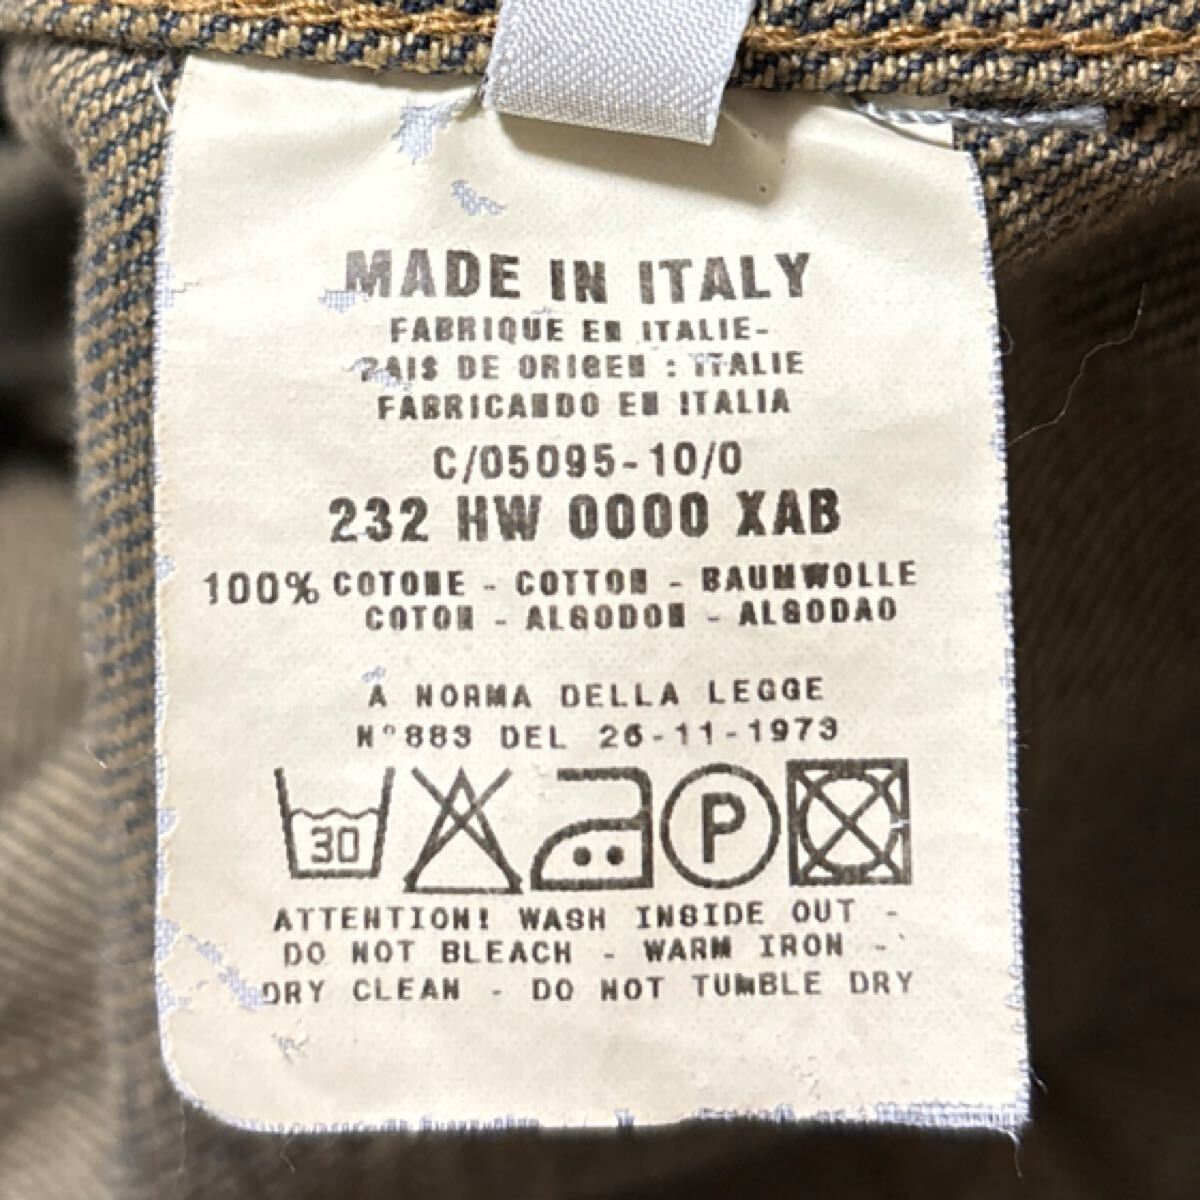 MADE IN ITALY
FABRIQUE EN ITALIE-
PAIS DE ORIGEN : ITALIE
FABRICANDO EN ITALIA
C/05095-10/0
232 HW 0000 XAB
100% COTONE - COTTON - BAUMWOLLE
COTON - ALGODON - ALGODAO
A NORMA DELLA LEGGE
N°883 DEL 26-11-1973
30 P
ATTENTION! WASH INSIDE OUT -
DO NOT BLEACH - WARM IRON -
DRY CLEAN - DO NOT TUMBLE DRY